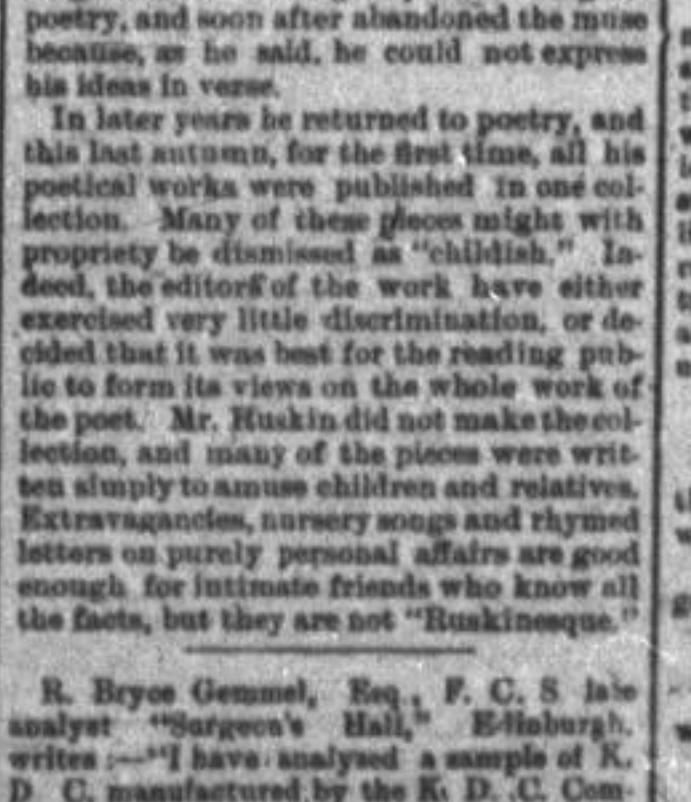 poetry, and soon after abandoned the muse
because, as he said, he could not express
his ideas in verse.
In later years he returned to poetry, and
this last autumn, for the first time, all his
poetical works were published in one col-
lection. Many of these pieces might with
propriety be dismissed as "childish." In-
deed, the editors of the work have either
exercised very little discrimination, or de-
cided that it was best for the reading pub-
lic to form its views on the whole work of
the poet. Mr. Ruskin did not make the col-
lection, and many of the pieces were writ-
ten simply to amuse children and relatives.
Extravagancies, nursery songs and rhymed
letters on purely personal affairs are good
enough for intimate friends who know all
the facts, but they are not "Ruskinesque."
R. Bryce Gemmel, Esq., F. C. S late
analyst "Surgeon's Hall," Edinburgh,
writes :—"I have analysed a sample of K.
D C. manufactured by the K. D. C. Com-